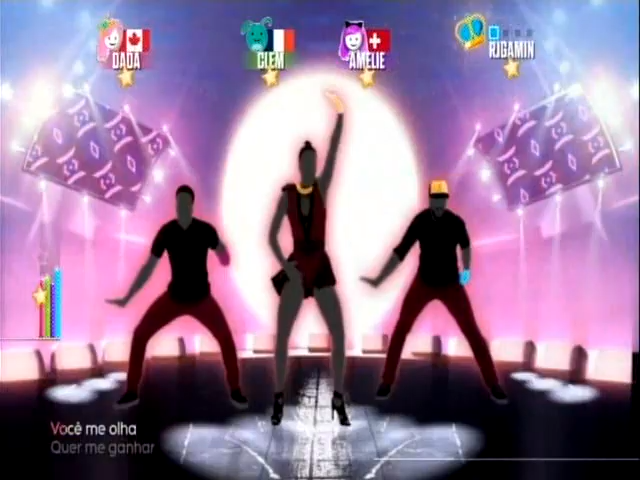 DADA
CLEM
AMELIE
RJGAMIN
Você me olha
Quer me ganhar